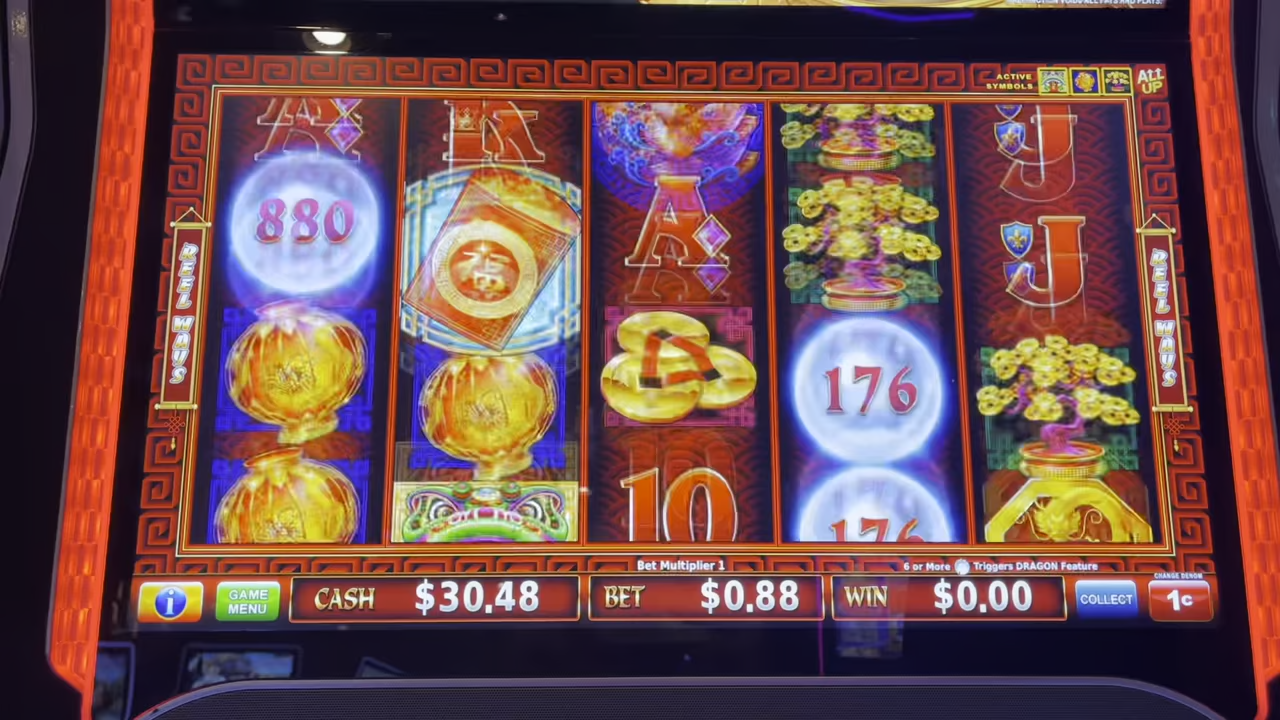 ACTIVE
SYMBOLS
ALL
UP
A
K
J
880
福
A
J
REEL WAYS
REEL WAYS
176
10
176
Bet Multiplier 1
6 or More Triggers DRAGON Feature
CHANGE DENOM
i
GAME
MENU
CASH $30.48
BET $0.88
WIN $0.00
COLLECT
1¢